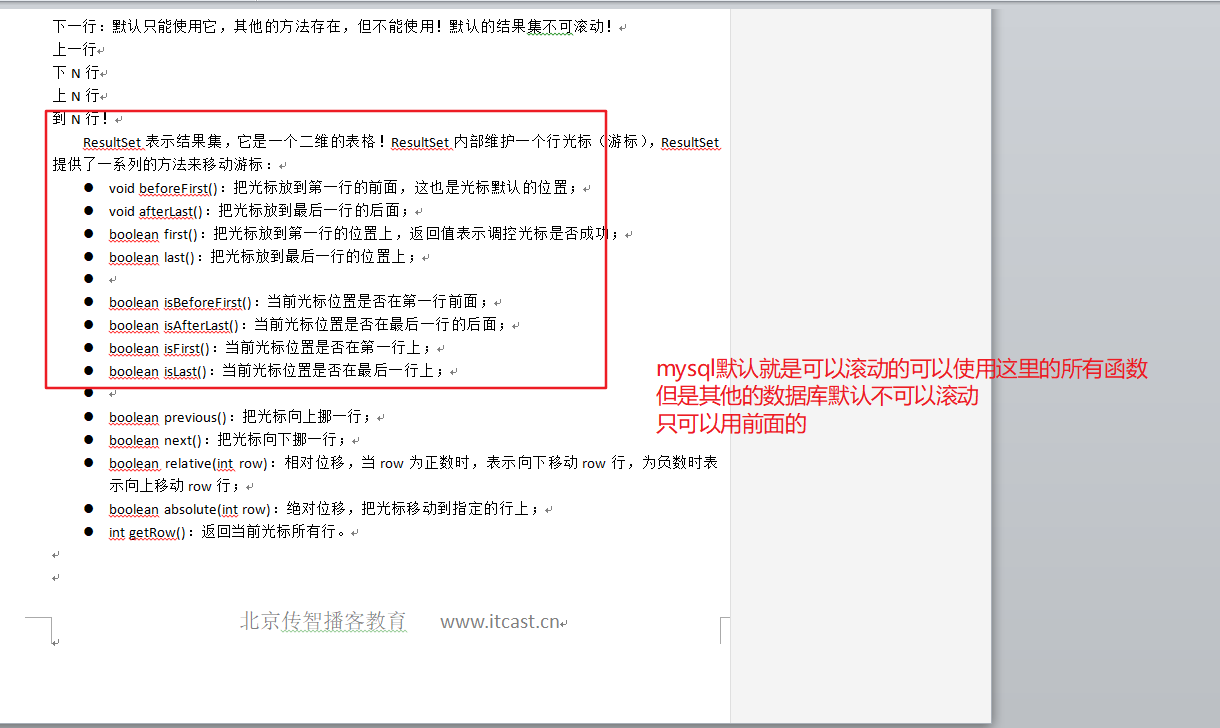 下一行：默认只能使用它，其他的方法存在，但不能使用！默认的结果集不可滚动！
上一行
下 N 行
上 N 行
到 N 行！
ResultSet 表示结果集，它是一个二维的表格！ResultSet 内部维护一个行光标（游标），ResultSet
提供了一系列的方法来移动游标：
● void beforeFirst()：把光标放到第一行的前面，这也是光标默认的位置；
● void afterLast()：把光标放到最后一行的后面；
● boolean first()：把光标放到第一行的位置上，返回值表示调控光标是否成功；
● boolean last()：把光标放到最后一行的位置上；
●
● boolean isBeforeFirst()：当前光标位置是否在第一行前面；
● boolean isAfterLast()：当前光标位置是否在最后一行的后面；
● boolean isFirst()：当前光标位置是否在第一行上；
● boolean isLast()：当前光标位置是否在最后一行上；
●
● boolean previous()：把光标向上挪一行；
● boolean next()：把光标向下挪一行；
● boolean relative(int row)：相对位移，当 row 为正数时，表示向下移动 row 行，为负数时表
示向上移动 row 行；
● boolean absolute(int row)：绝对位移，把光标移动到指定的行上；
● int getRow()：返回当前光标所有行。
mysql默认就是可以滚动的可以使用这里的所有函数
但是其他的数据库默认不可以滚动
只可以用前面的
北京传智播客教育 www.itcast.cn